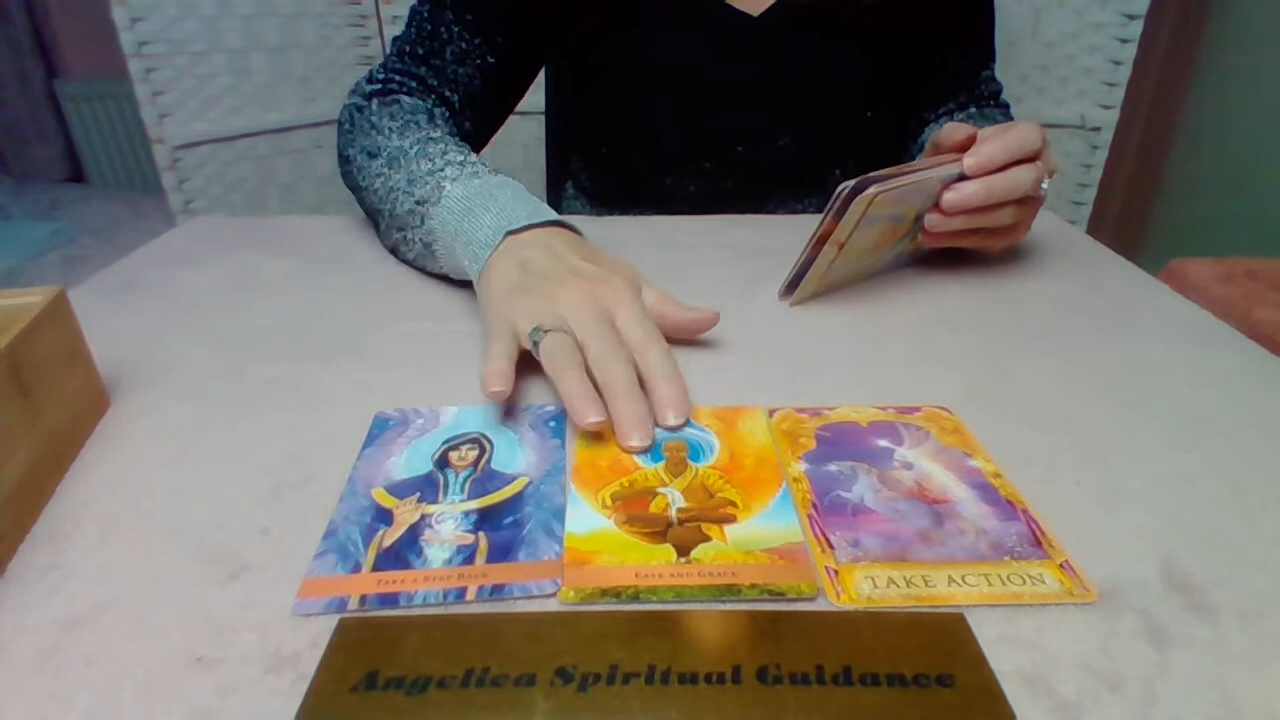 TAKE A STEP BACK
EASE AND GRACE
TAKE ACTION
Angelica Spiritual Guidance